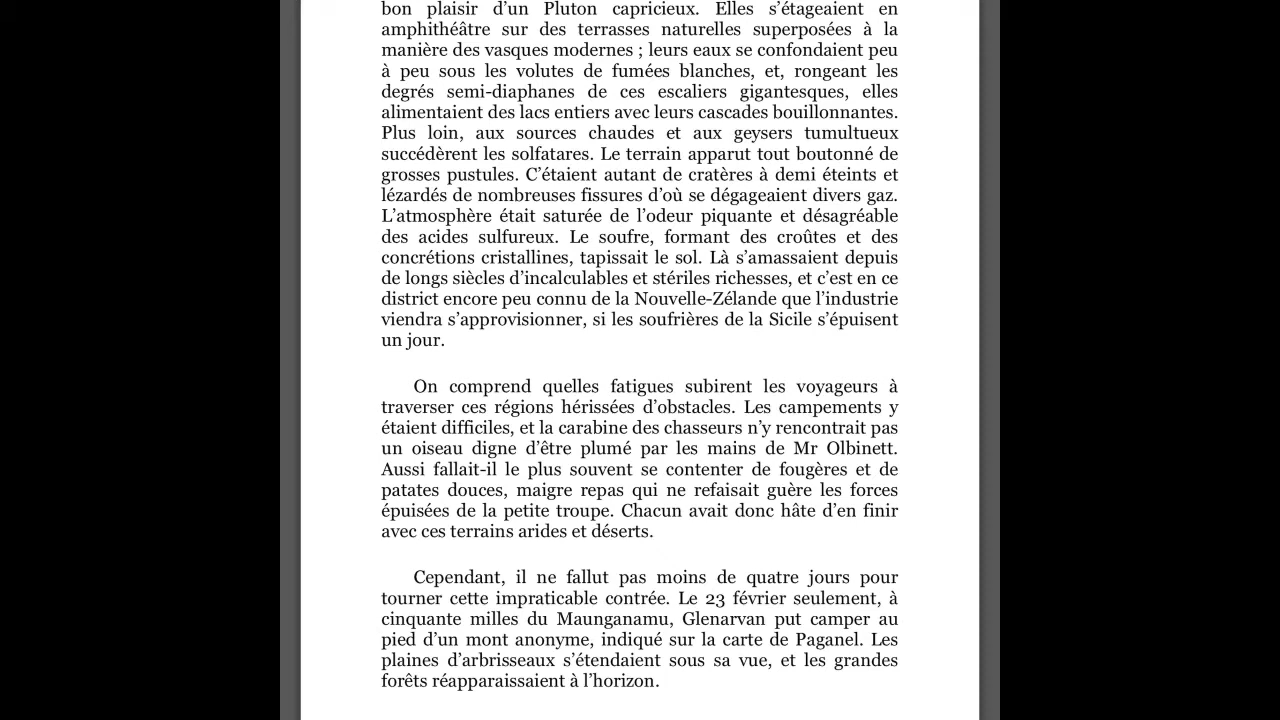 bon plaisir d’un Pluton capricieux. Elles s’étageaient en
amphithéâtre sur des terrasses naturelles superposées à la
manière des vasques modernes ; leurs eaux se confondaient peu
à peu sous les volutes de fumées blanches, et, rongeant les
degrés semi-diaphanes de ces escaliers gigantesques, elles
alimentaient des lacs entiers avec leurs cascades bouillonnantes.
Plus loin, aux sources chaudes et aux geysers tumultueux
succédèrent les solfatares. Le terrain apparut tout boutonné de
grosses pustules. C’étaient autant de cratères à demi éteints et
lézardés de nombreuses fissures d’où se dégageaient divers gaz.
L’atmosphère était saturée de l’odeur piquante et désagréable
des acides sulfureux. Le soufre, formant des croûtes et des
concrétions cristallines, tapissait le sol. Là s’amassaient depuis
de longs siècles d’incalculables et stériles richesses, et c’est en ce
district encore peu connu de la Nouvelle-Zélande que l’industrie
viendra s’approvisionner, si les soufrières de la Sicile s’épuisent
un jour.
On comprend quelles fatigues subirent les voyageurs à
traverser ces régions hérissées d’obstacles. Les campements y
étaient difficiles, et la carabine des chasseurs n’y rencontrait pas
un oiseau digne d’être plumé par les mains de Mr Olbinett.
Aussi fallait-il le plus souvent se contenter de fougères et de
patates douces, maigre repas qui ne refaisait guère les forces
épuisées de la petite troupe. Chacun avait donc hâte d’en finir
avec ces terrains arides et déserts.
Cependant, il ne fallut pas moins de quatre jours pour
tourner cette impraticable contrée. Le 23 février seulement, à
cinquante milles du Maunganamu, Glenarvan put camper au
pied d’un mont anonyme, indiqué sur la carte de Paganel. Les
plaines d’arbrisseaux s’étendaient sous sa vue, et les grandes
forêts réapparaissaient à l’horizon.